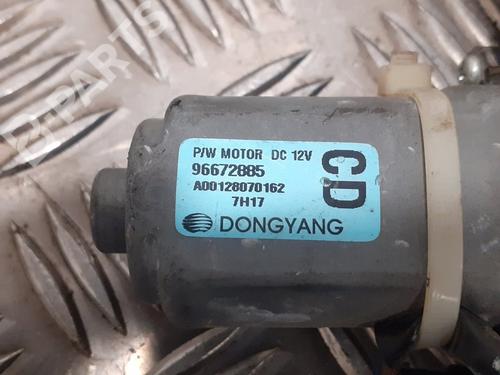 P/W MOTOR DC 12V
96672885
A00128070162
7H17
CD
DONGYANG
B PARTS